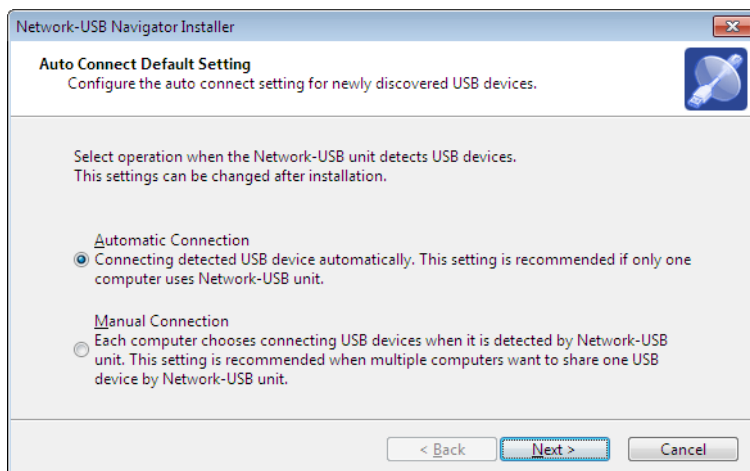 Network-USB Navigator Installer
Auto Connect Default Setting
Configure the auto connect setting for newly discovered USB devices.
Select operation when the Network-USB unit detects USB devices.
This settings can be changed after installation.
Automatic Connection
Connecting detected USB device automatically. This setting is recommended if only one
computer uses Network-USB unit.
Manual Connection
Each computer chooses connecting USB devices when it is detected by Network-USB
unit. This setting is recommended when multiple computers want to share one USB
device by Network-USB unit.
< Back Next > Cancel